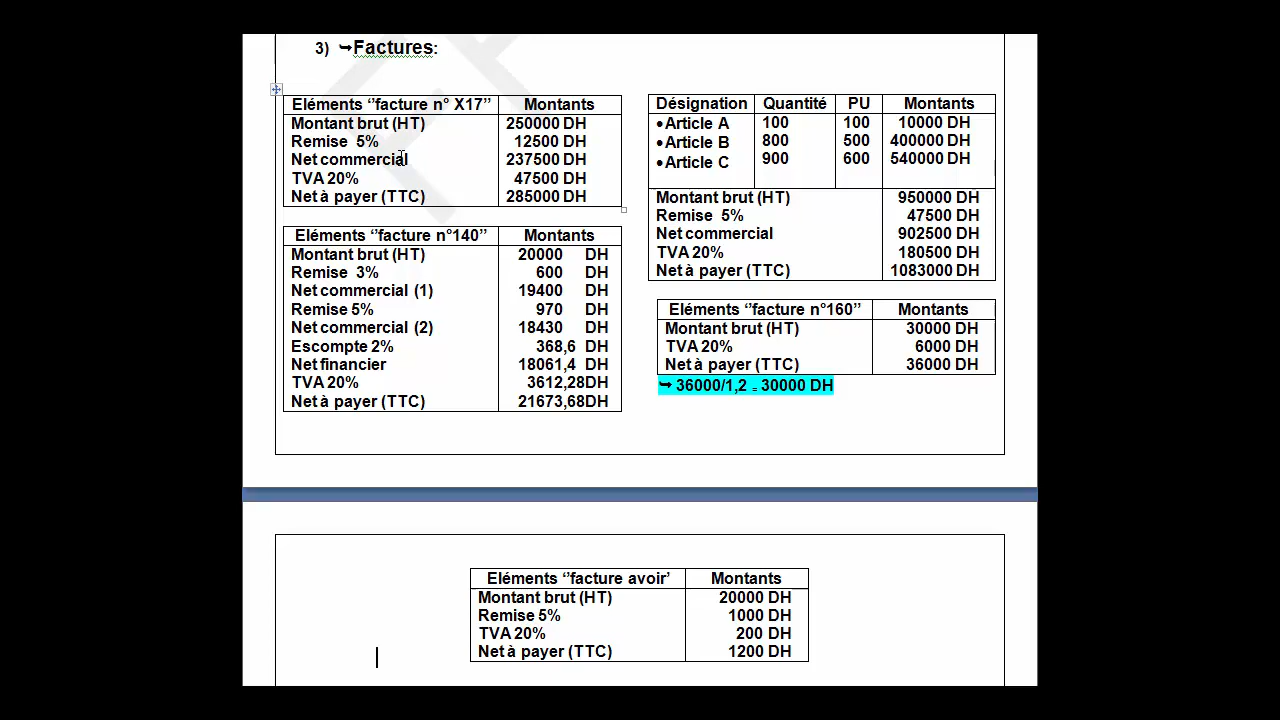 3) ➥Factures:
Eléments ‘’facture n° X17’’ Montants
Montant brut (HT) 250000 DH
Remise 5% 12500 DH
Net commercial 237500 DH
TVA 20% 47500 DH
Net à payer (TTC) 285000 DH
Eléments ‘’facture n°140’’ Montants
Montant brut (HT) 20000 DH
Remise 3% 600 DH
Net commercial (1) 19400 DH
Remise 5% 970 DH
Net commercial (2) 18430 DH
Escompte 2% 368,6 DH
Net financier 18061,4 DH
TVA 20% 3612,28DH
Net à payer (TTC) 21673,68DH
Désignation Quantité PU Montants
•Article A 100 100 10000 DH
•Article B 800 500 400000 DH
•Article C 900 600 540000 DH
Montant brut (HT) 950000 DH
Remise 5% 47500 DH
Net commercial 902500 DH
TVA 20% 180500 DH
Net à payer (TTC) 1083000 DH
Eléments ‘’facture n°160’’ Montants
Montant brut (HT) 30000 DH
TVA 20% 6000 DH
Net à payer (TTC) 36000 DH
➥ 36000/1,2 = 30000 DH
Eléments ‘’facture avoir’ Montants
Montant brut (HT) 20000 DH
Remise 5% 1000 DH
TVA 20% 200 DH
Net à payer (TTC) 1200 DH